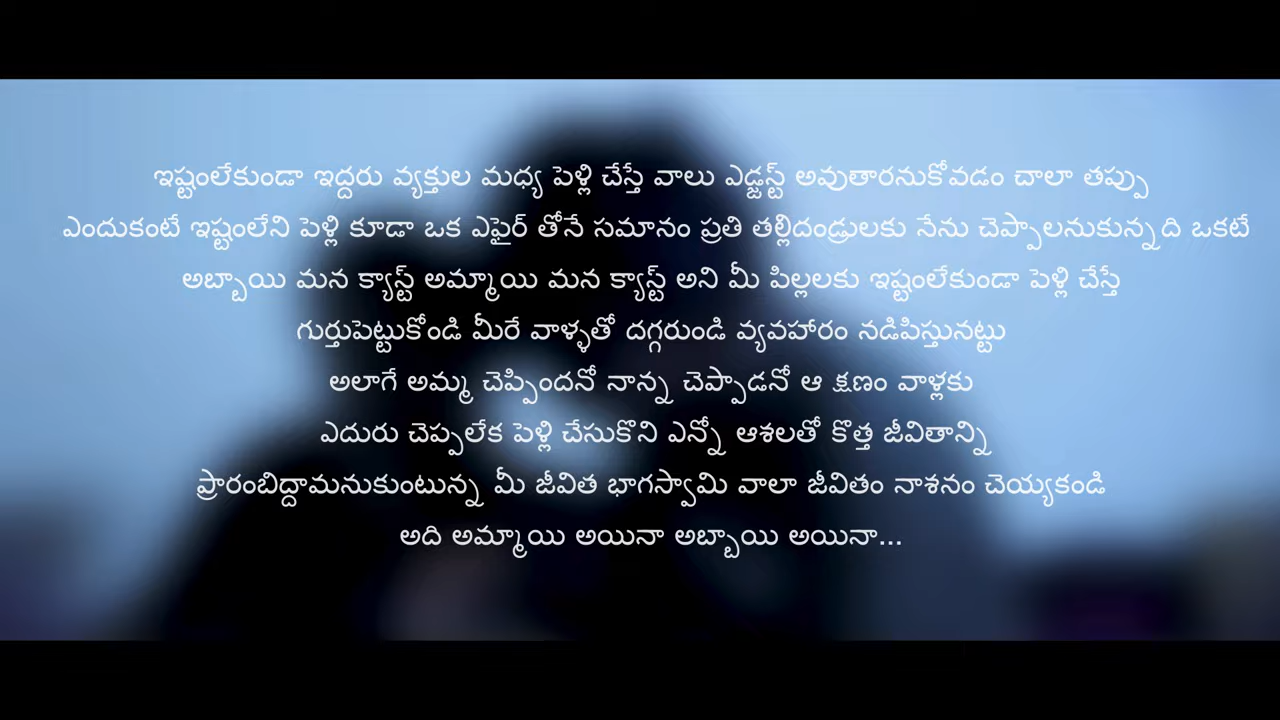 ఇష్టంలేకుండా ఇద్దరు వ్యక్తుల మధ్య పెళ్లి చేస్తే వాలు ఎడ్జస్ట్ అవుతారనుకోవడం చాలా తప్పు
ఎందుకంటే ఇష్టంలేని పెళ్లి కూడా ఒక ఎఫైర్ తోనే సమానం ప్రతి తల్లిదండ్రులకు నేను చెప్పాలనుకున్నది ఒకటే
అబ్బాయి మన క్యాస్ట్ అమ్మాయి మన క్యాస్ట్ అని మీ పిల్లలకు ఇష్టంలేకుండా పెళ్లి చేస్తే
గుర్తుపెట్టుకోండి మీరే వాళ్ళతో దగ్గరుండి వ్యవహారం నడిపిస్తునట్టు
అలాగే అమ్మ చెప్పిందనో నాన్న చెప్పాడనో ఆ క్షణం వాళ్లకు
ఎదురు చెప్పలేక పెళ్లి చేసుకొని ఎన్నో ఆశలతో కొత్త జీవితాన్ని
ప్రారంబిద్దామనుకుంటున్న మీ జీవిత భాగస్వామి వాలా జీవితం నాశనం చెయ్యకండి
అది అమ్మాయి అయినా అబ్బాయి అయినా...